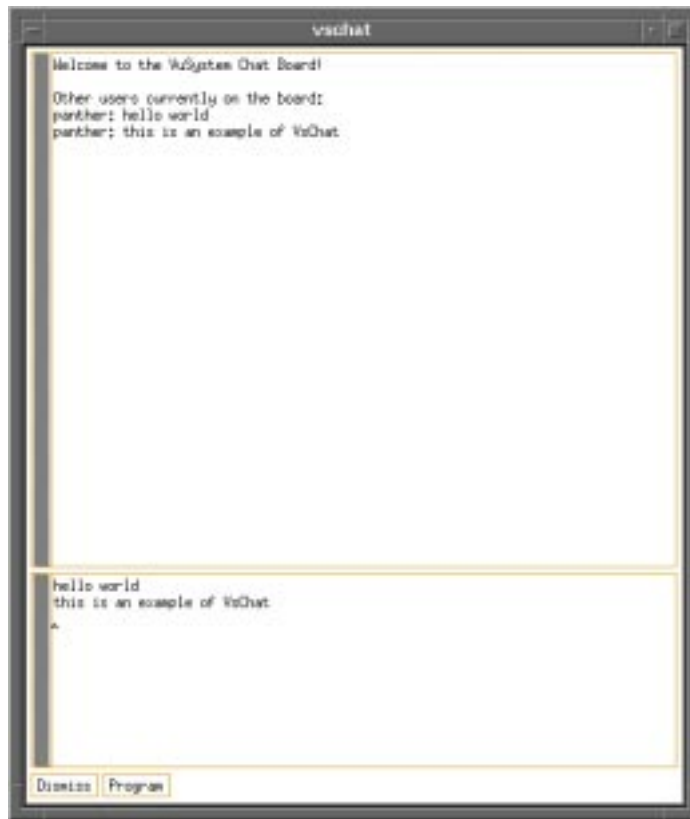 vschat
Welcome to the VuSystem Chat Board!
Other users currently on the board:
panther: hello world
panther: this is an example of VsChat
hello world
this is an example of VsChat
^
Dismiss Program